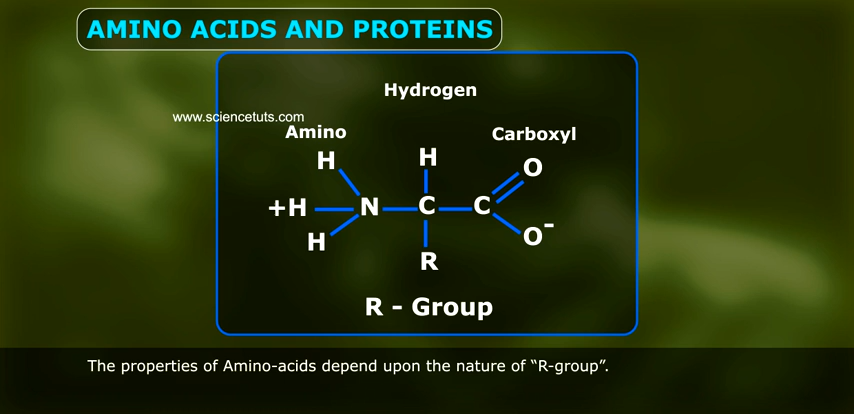 AMINO ACIDS AND PROTEINS
Hydrogen
www.sciencetuts.com
Amino
Carboxyl
H H O
+H N C C
H R O-
R - Group
The properties of Amino-acids depend upon the nature of “R-group”.